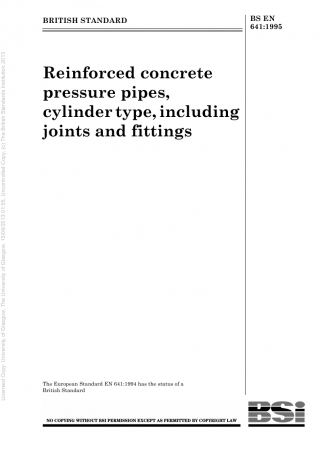 BRITISH STANDARD
BS EN
641:1995
Reinforced concrete
pressure pipes,
cylinder type, including
joints and fittings
The European Standard EN 641:1994 has the status of a
British Standard
NO COPYING WITHOUT BSI PERMISSION EXCEPT AS PERMITTED BY COPYRIGHT LAW
BSi
Licensed Copy: University of Glasgow, The University of Glasgow,
Uncontrolled Copy, (c) The British Standards Institution 2013